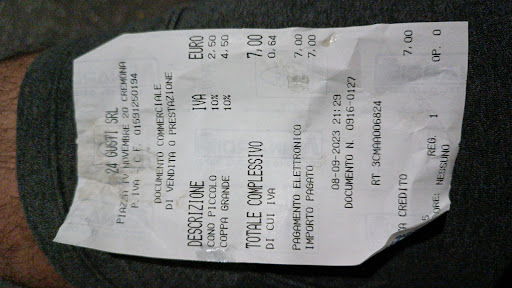 24 GUSTI SRL
PIAZZA IV NOVEMBRE 20 CREMONA
P. IVA - C.F. 01591250194
DOCUMENTO COMMERCIALE
DI VENDITA O PRESTAZIONE
DESCRIZIONE IVA EURO
CONO PICCOLO 10% 2,50
COPPA GRANDE 10% 4,50
TOTALE COMPLESSIVO 7,00
DI CUI IVA 0,64
PAGAMENTO ELETTRONICO 7,00
IMPORTO PAGATO 7,00
08-09-2023 21:29
DOCUMENTO N. 0916-0127
RT 3CMAA006824
CREDITO 7,00
REG. 1 OP. 0
NESSUNO